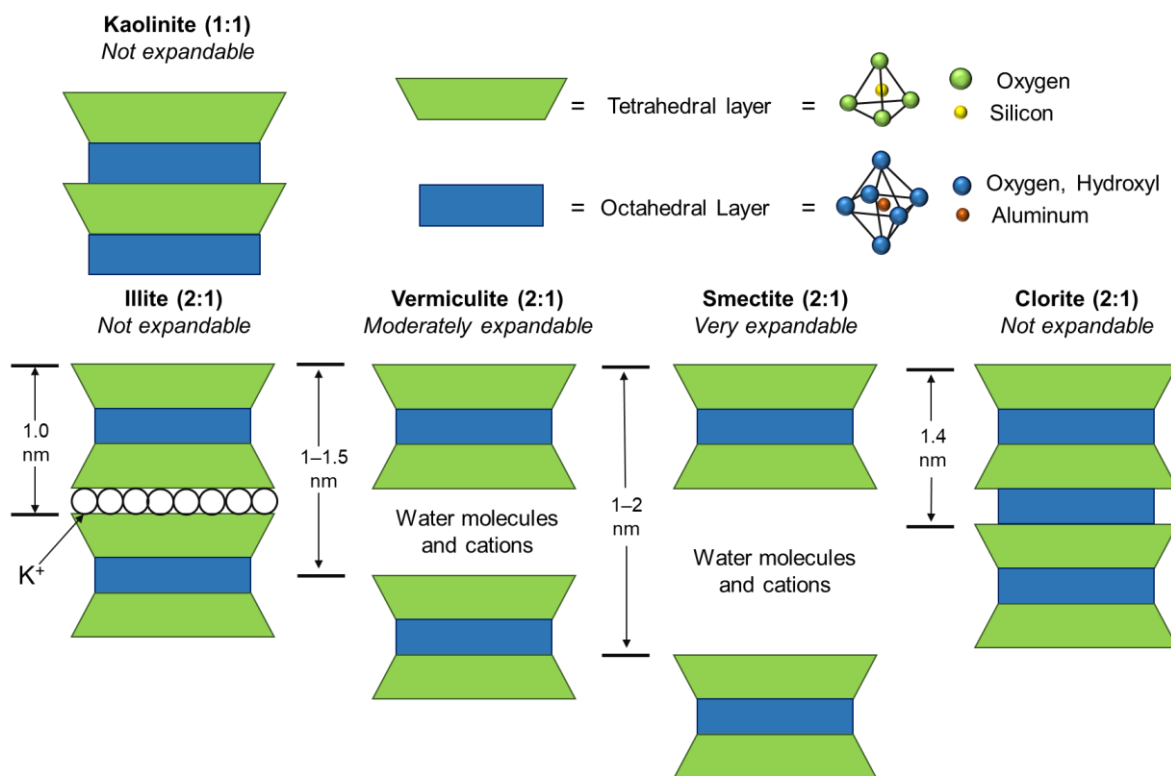 Kaolinite (1:1)
Not expandable
= Tetrahedral layer =
Oxygen
Silicon
= Octahedral Layer =
Oxygen, Hydroxyl
Aluminum
Illite (2:1)
Not expandable
Vermiculite (2:1)
Moderately expandable
Smectite (2:1)
Very expandable
Clorite (2:1)
Not expandable
1.0
nm
K+
1–1.5
nm
Water molecules
and cations
1–2
nm
Water molecules
and cations
1.4
nm